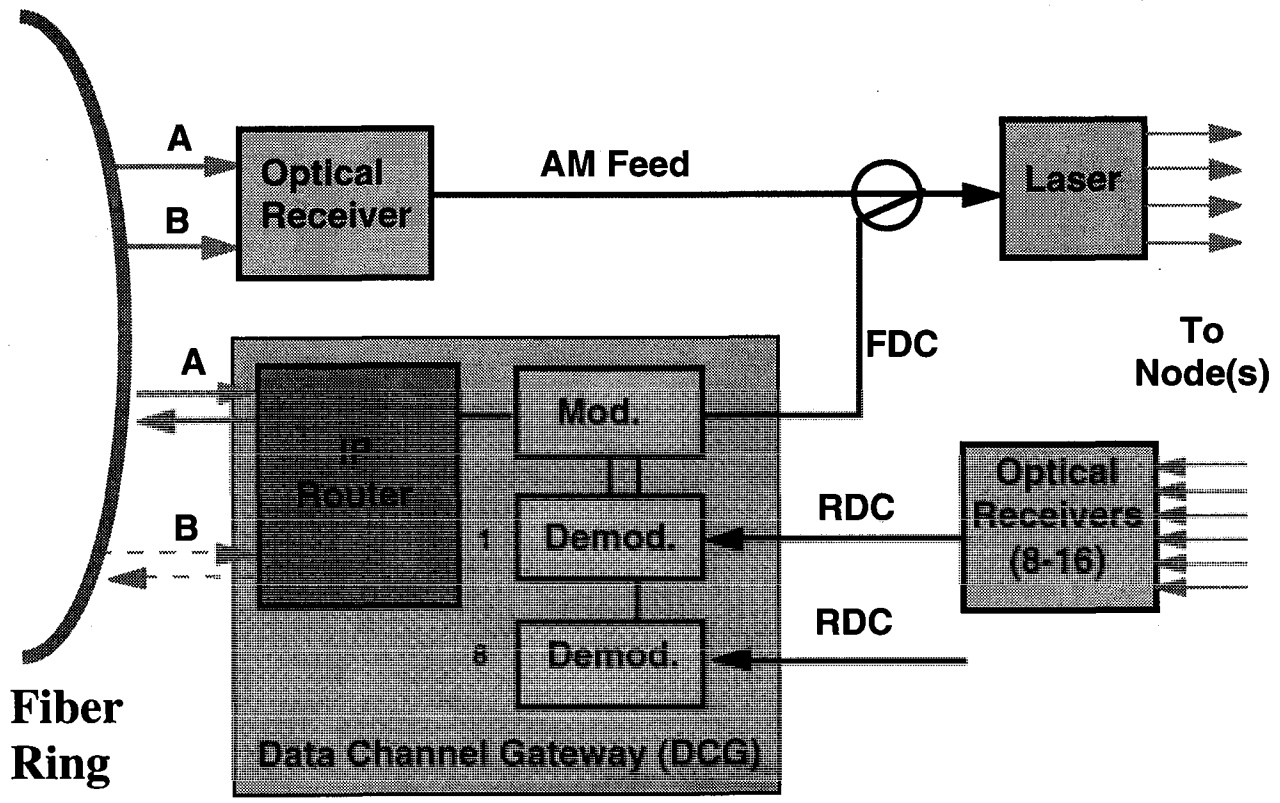 A
Optical
Receiver
B
AM Feed
Laser
To
Node(s)
FDC
A
IP
Router
B
Mod.
1
Demod.
8
Demod.
RDC
RDC
Optical
Receivers
(8-16)
Data Channel Gateway (DCG)
Fiber
Ring